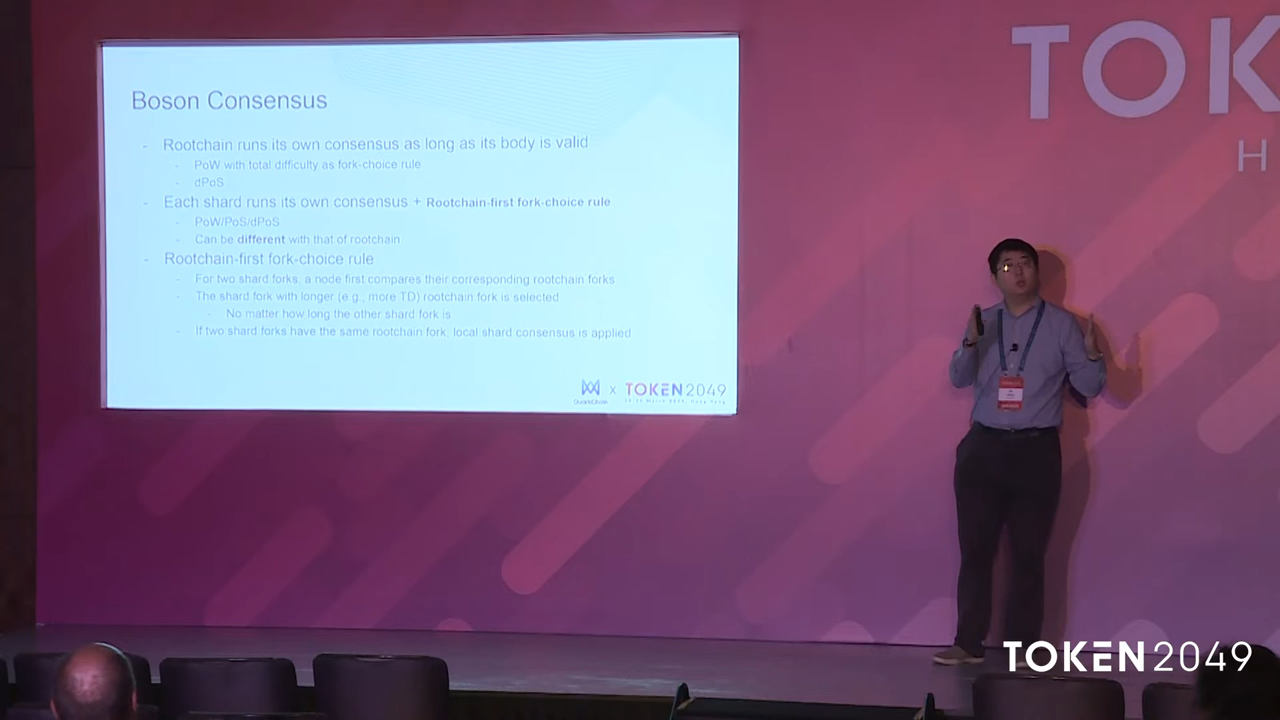 Boson Consensus
- Rootchain runs its own consensus as long as its body is valid
- PoW with total difficulty as fork-choice rule
- dPoS
- Each shard runs its own consensus + Rootchain-first fork-choice rule
- PoW/PoS/dPoS
- Can be different with that of rootchain
- Rootchain-first fork-choice rule
- For two shard forks, a node first compares their corresponding rootchain forks
- The shard fork with longer (e.g., more TD) rootchain fork is selected
- No matter how long the other shard fork is
- If two shard forks have the same rootchain fork, local shard consensus is applied
QuarkChain x TOKEN2049
TOK
H
TOKEN2049